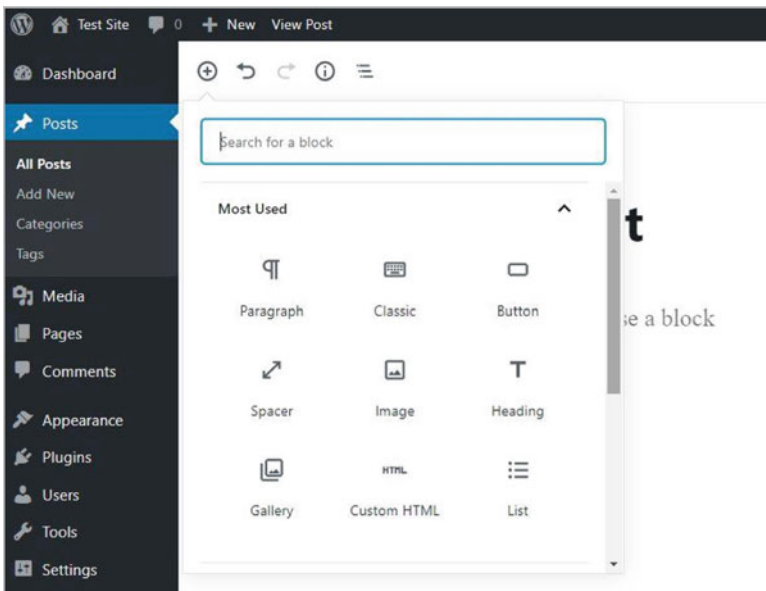 Test Site 0 New View Post
Dashboard
Posts
All Posts
Add New
Categories
Tags
Media
Pages
Comments
Appearance
Plugins
Users
Tools
Settings
Search for a block
Most Used
Paragraph Classic Button
Spacer Image Heading
HTML
Gallery Custom HTML List
t
se a block